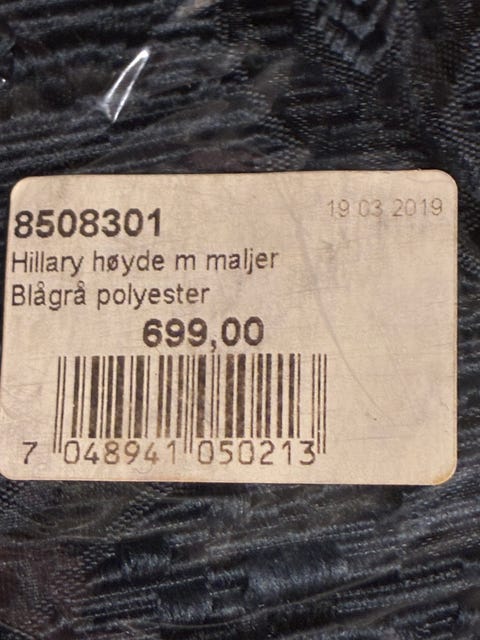 19 03 2019
8508301
Hillary høyde m maljer
Blågrå polyester
699,00
7 048941 050213